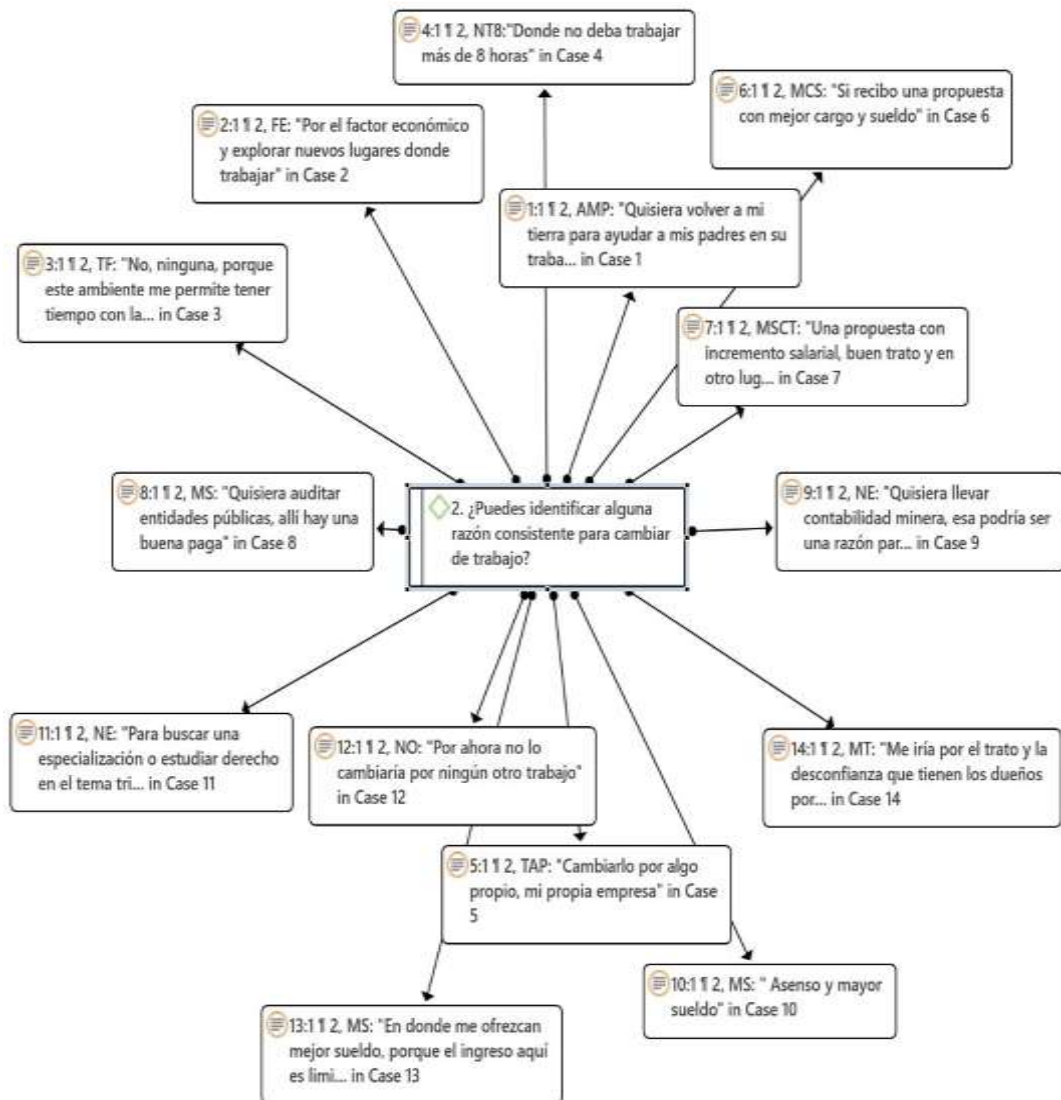 4:1 ¶ 2, NT8:"Donde no deba trabajar
más de 8 horas" in Case 4
6:1 ¶ 2, MCS: "Si recibo una propuesta
con mejor cargo y sueldo" in Case 6
2:1 ¶ 2, FE: "Por el factor económico
y explorar nuevos lugares donde
trabajar" in Case 2
1:1 ¶ 2, AMP: "Quisiera volver a mi
tierra para ayudar a mis padres en su
traba... in Case 1
3:1 ¶ 2, TF: "No, ninguna, porque
este ambiente me permite tener
tiempo con la... in Case 3
7:1 ¶ 2, MSCT: "Una propuesta con
incremento salarial, buen trato y en
otro lug... in Case 7
8:1 ¶ 2, MS: "Quisiera auditar
entidades públicas, allí hay una
buena paga" in Case 8
2. ¿Puedes identificar alguna
razón consistente para cambiar
de trabajo?
9:1 ¶ 2, NE: "Quisiera llevar
contabilidad minera, esa podría ser
una razón par... in Case 9
11:1 ¶ 2, NE: "Para buscar una
especialización o estudiar derecho
en el tema tri... in Case 11
12:1 ¶ 2, NO: "Por ahora no lo
cambiaría por ningún otro trabajo"
in Case 12
14:1 ¶ 2, MT: "Me iría por el trato y la
desconfianza que tienen los dueños
por... in Case 14
5:1 ¶ 2, TAP: "Cambiarlo por algo
propio, mi propia empresa" in Case
5
10:1 ¶ 2, MS: " Asenso y mayor
sueldo" in Case 10
13:1 ¶ 2, MS: "En donde me ofrezcan
mejor sueldo, porque el ingreso aquí
es limi... in Case 13